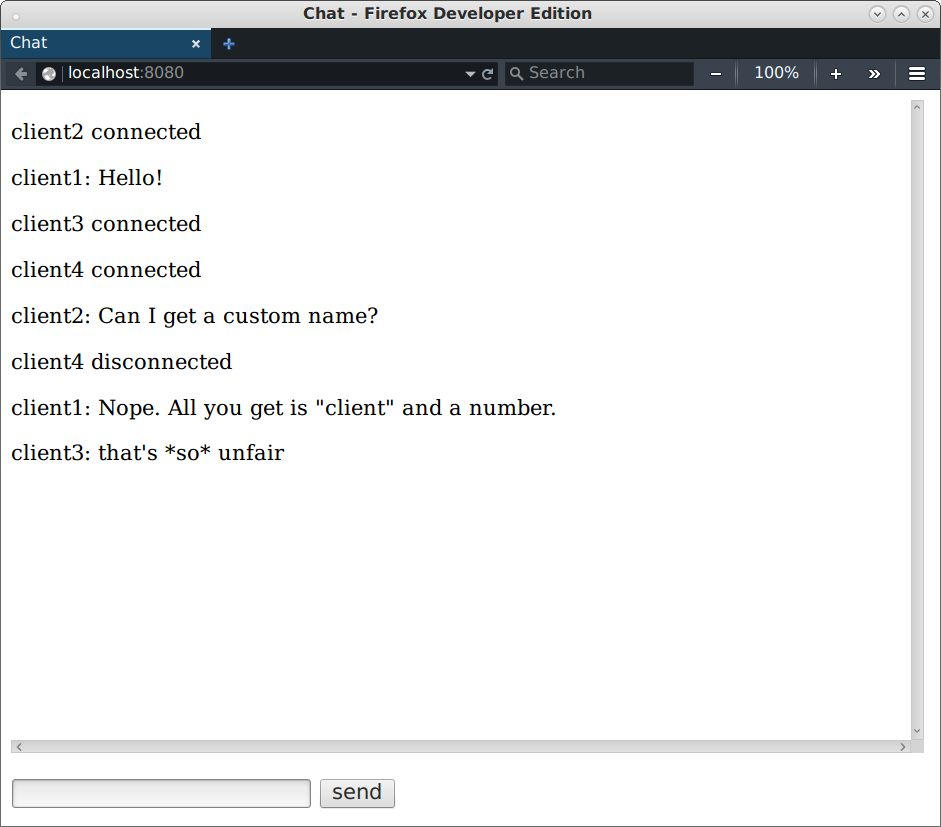 Chat - Firefox Developer Edition
Chat
localhost:8080
Search
100%
client2 connected
client1: Hello!
client3 connected
client4 connected
client2: Can I get a custom name?
client4 disconnected
client1: Nope. All you get is "client" and a number.
client3: that's *so* unfair
send